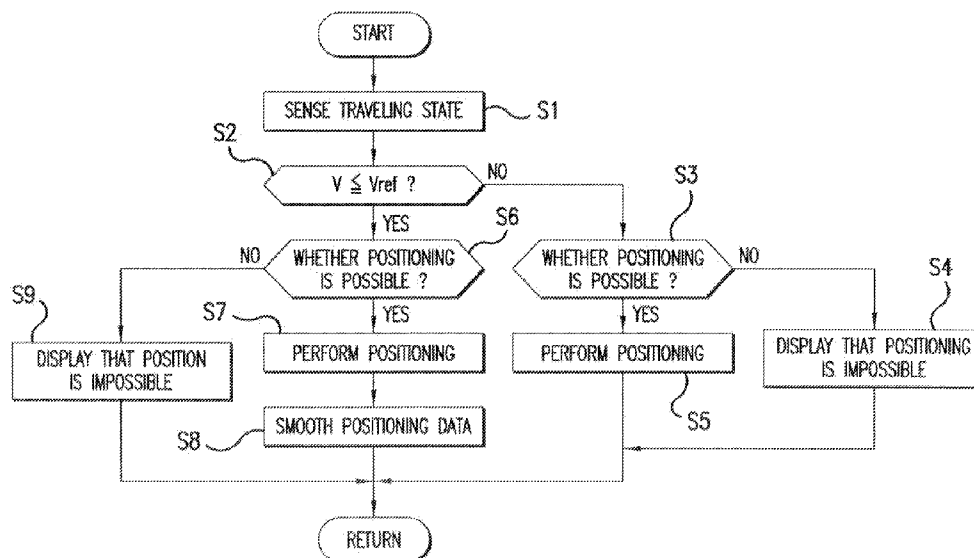 START
SENSE TRAVELING STATE
S1
S2
V ≦ Vref ?
NO
YES
S3
S6
NO
WHETHER POSITIONING
IS POSSIBLE ?
WHETHER POSITIONING
IS POSSIBLE ?
NO
S9
S7
YES
YES
S4
DISPLAY THAT POSITION
IS IMPOSSIBLE
PERFORM POSITIONING
PERFORM POSITIONING
DISPLAY THAT POSITIONING
IS IMPOSSIBLE
S8
SMOOTH POSITIONING DATA
S5
RETURN